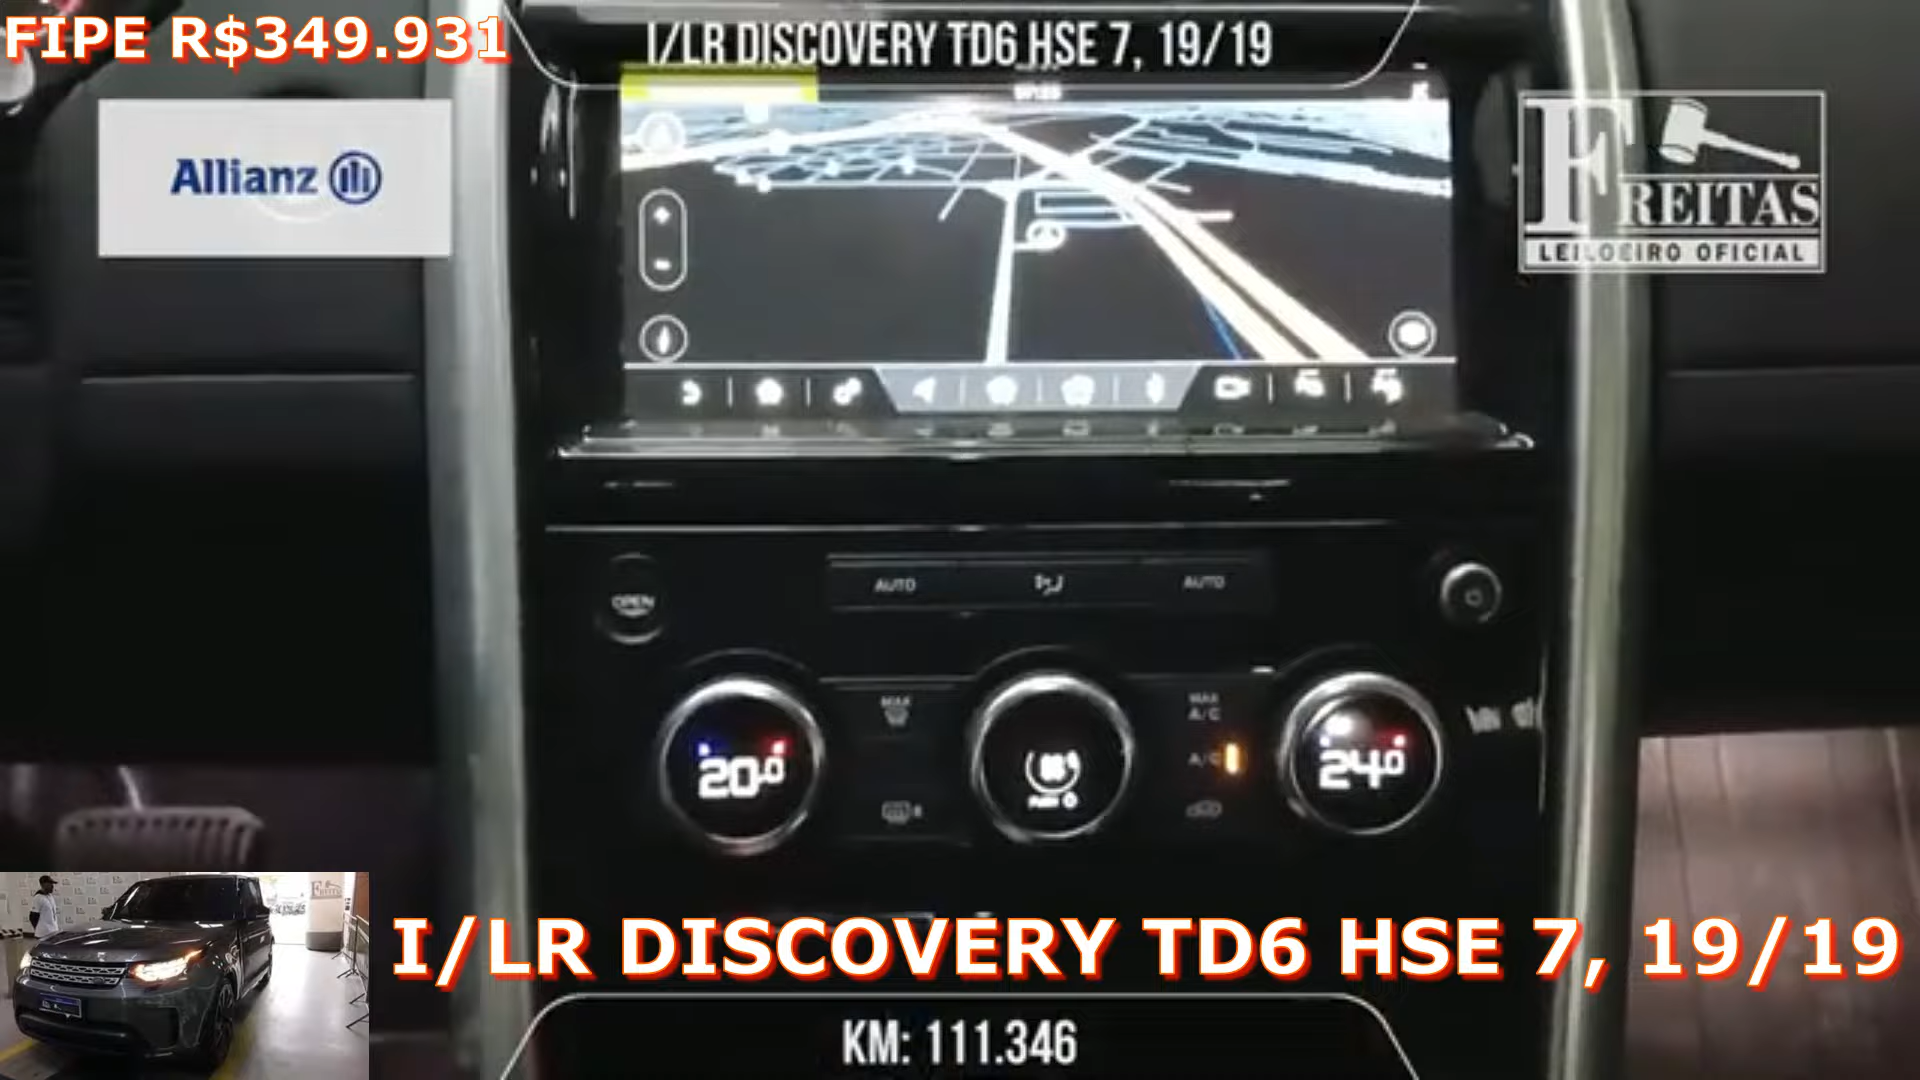 FIPE R$349.931
I/LR DISCOVERY TD6 HSE 7, 19/19
Allianz
FREITAS
LEILOEIRO OFICIAL
AUTO
AUTO
OPEN
MAX
MAX
A/C
20.0
A/C
24.0
I/LR DISCOVERY TD6 HSE 7, 19/19
KM: 111.346